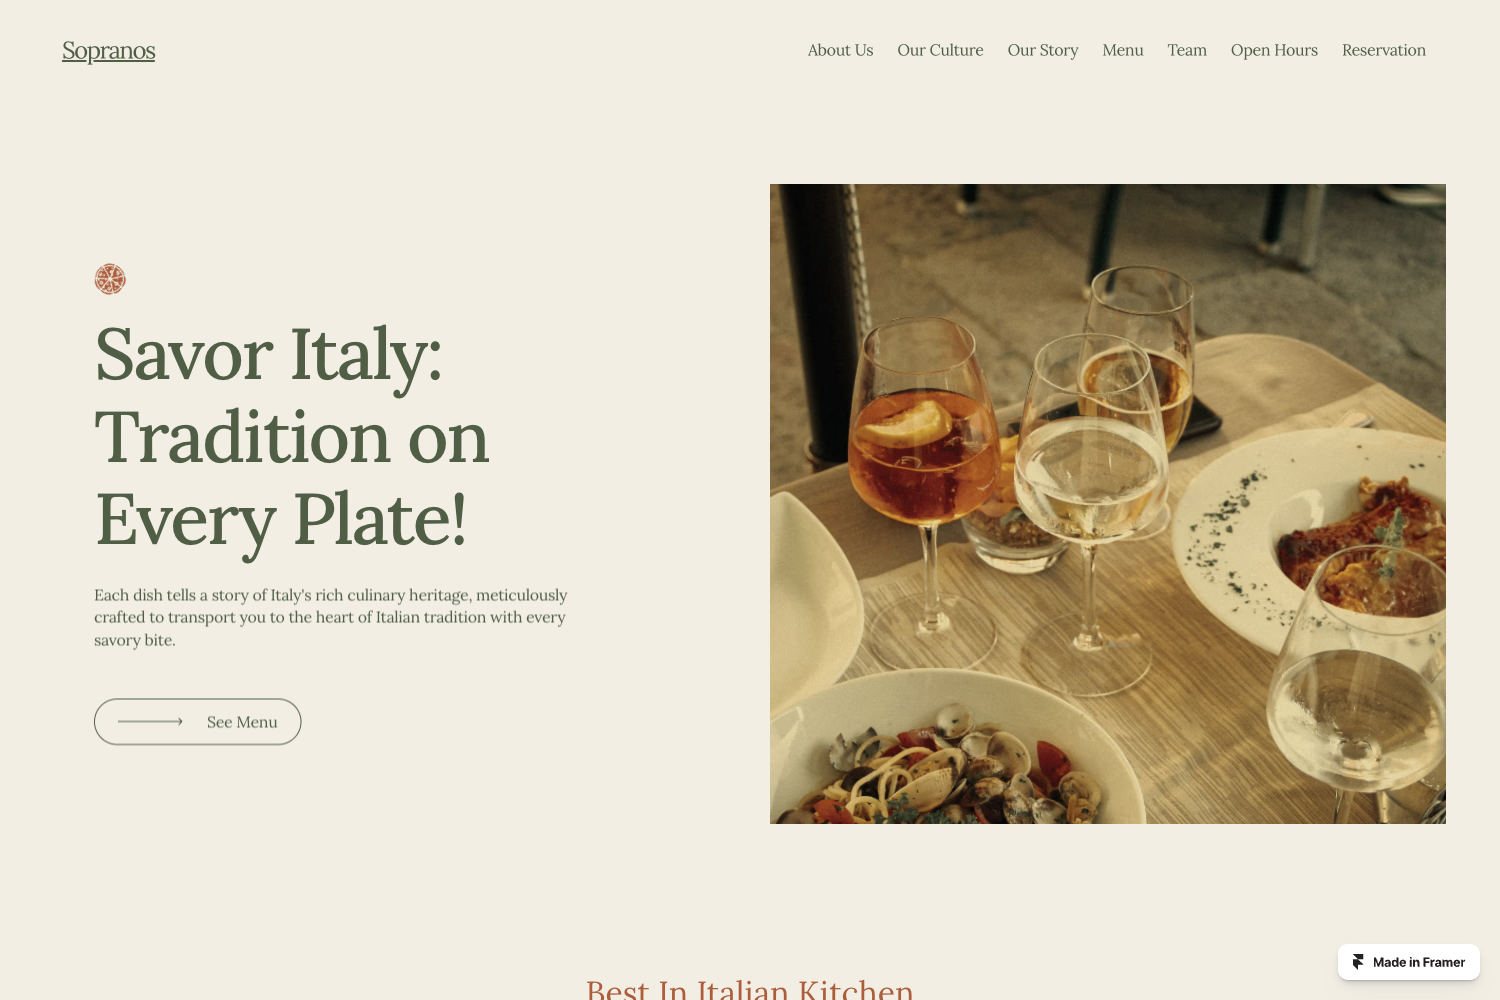 Sopranos
About Us Our Culture Our Story Menu Team Open Hours Reservation
Savor Italy:
Tradition on
Every Plate!
Each dish tells a story of Italy's rich culinary heritage, meticulously
crafted to transport you to the heart of Italian tradition with every
savory bite.
See Menu
Best In Italian Kitchen
Made in Framer